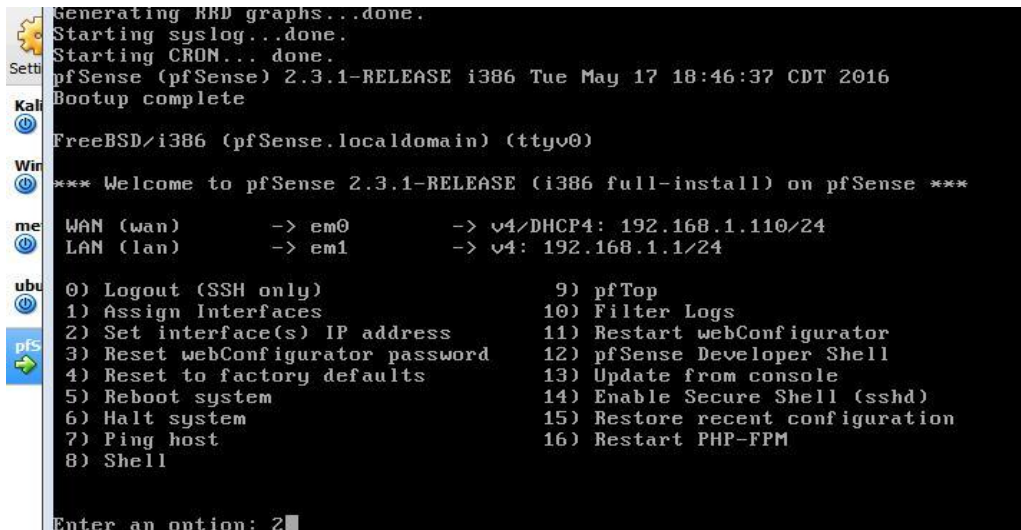 Generating RRD graphs...done.
Starting syslog...done.
Starting CRON... done.
pfSense (pfSense) 2.3.1-RELEASE i386 Tue May 17 18:46:37 CDT 2016
Bootup complete
FreeBSD/i386 (pfSense.localdomain) (ttyv0)
*** Welcome to pfSense 2.3.1-RELEASE (i386 full-install) on pfSense ***
WAN (wan) -> em0 -> v4/DHCP4: 192.168.1.110/24
LAN (lan) -> em1 -> v4: 192.168.1.1/24
0) Logout (SSH only) 9) pfTop
1) Assign Interfaces 10) Filter Logs
2) Set interface(s) IP address 11) Restart webConfigurator
3) Reset webConfigurator password 12) pfSense Developer Shell
4) Reset to factory defaults 13) Update from console
5) Reboot system 14) Enable Secure Shell (sshd)
6) Halt system 15) Restore recent configuration
7) Ping host 16) Restart PHP-FPM
8) Shell
Enter an option: 2
Setti
Kali
Win
me
ubu
pfS